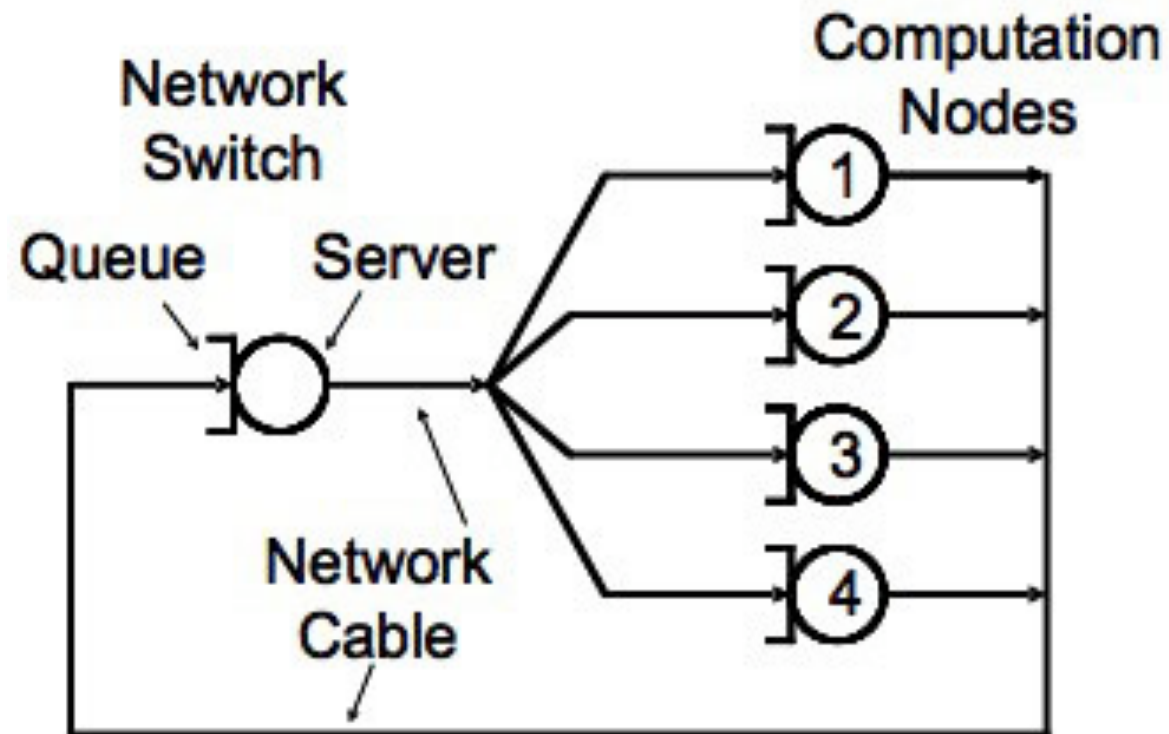 Computation
Nodes
Network
Switch
Queue
Server
1
2
3
4
Network
Cable